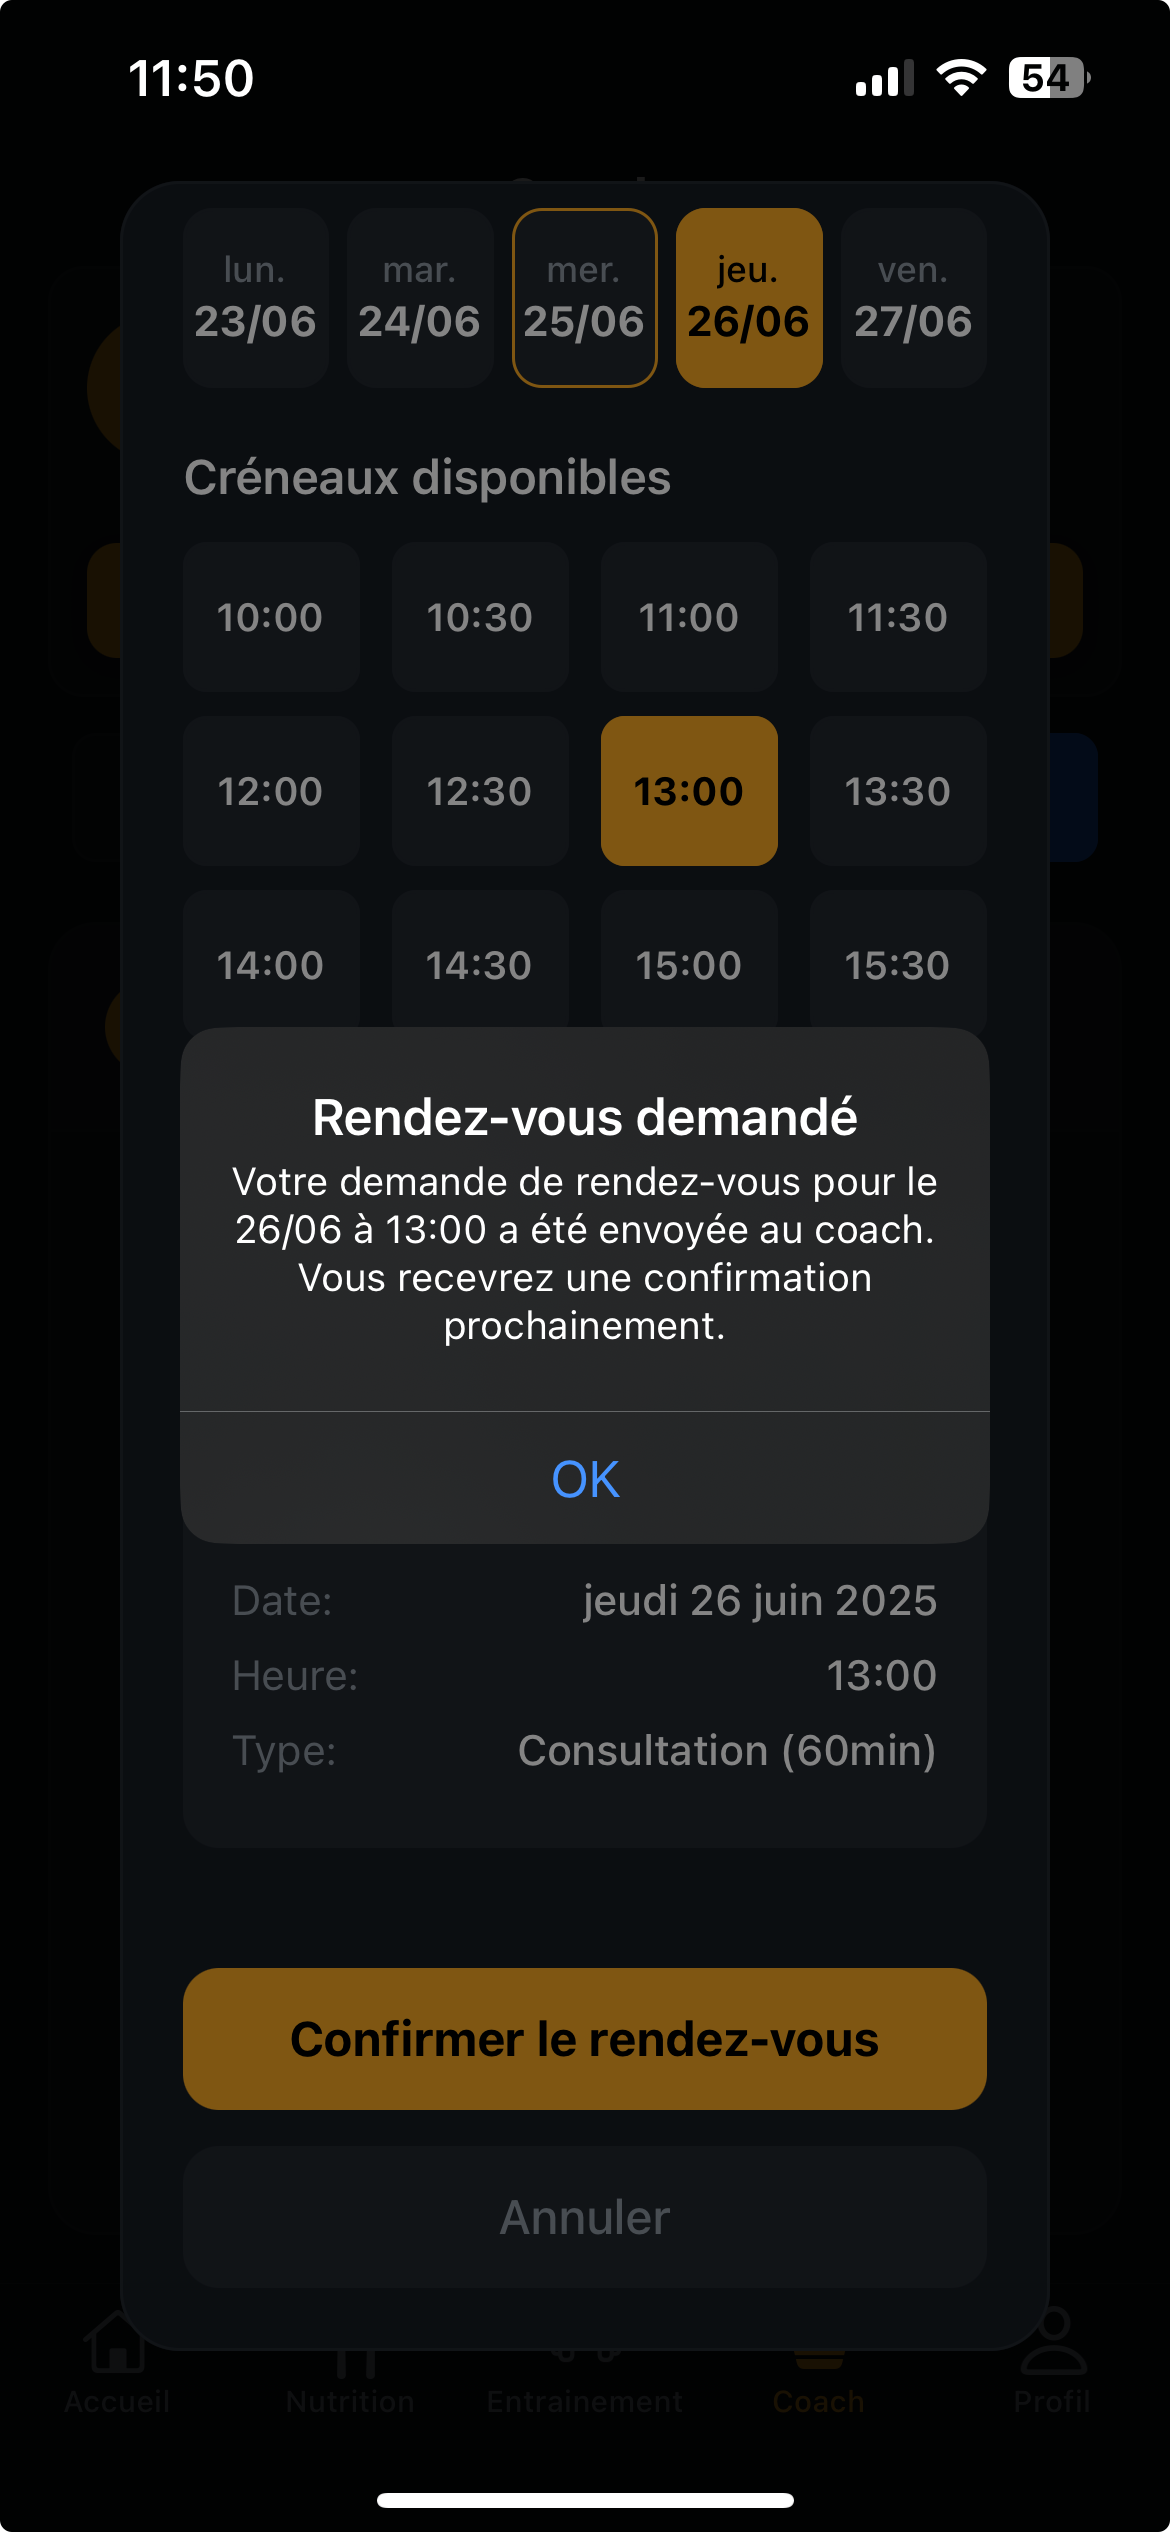 11:50
54
lun. mar. mer. jeu. ven.
23/06 24/06 25/06 26/06 27/06
Créneaux disponibles
10:00 10:30 11:00 11:30
12:00 12:30 13:00 13:30
14:00 14:30 15:00 15:30
Rendez-vous demandé
Votre demande de rendez-vous pour le
26/06 à 13:00 a été envoyée au coach.
Vous recevrez une confirmation
prochainement.
OK
Date: jeudi 26 juin 2025
Heure: 13:00
Type: Consultation (60min)
Confirmer le rendez-vous
Annuler
Accueil Nutrition Entrainement Coach Profil